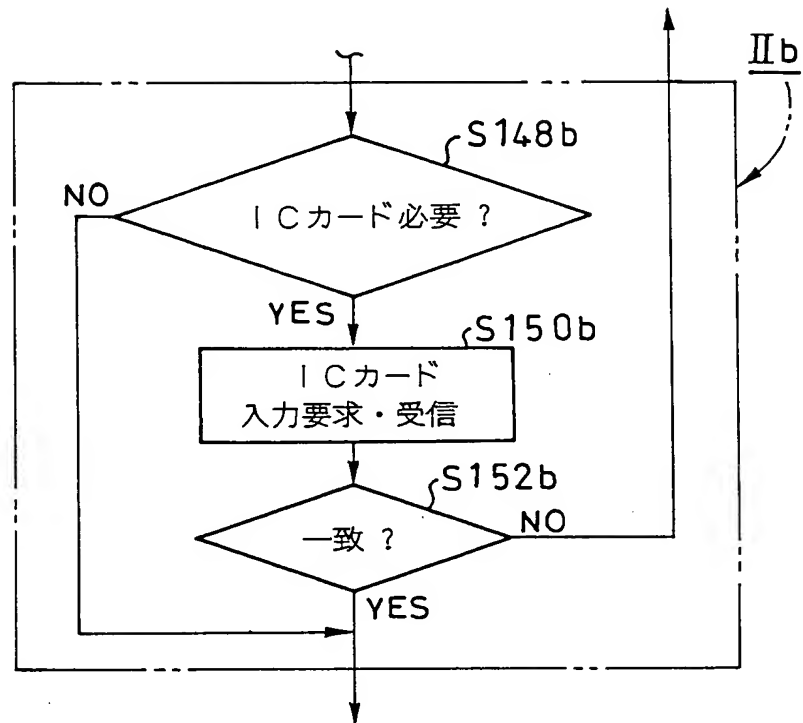 Ⅱb
S148b
NO
ICカード必要?
YES
S150b
ICカード
入力要求・受信
S152b
NO
一致?
YES